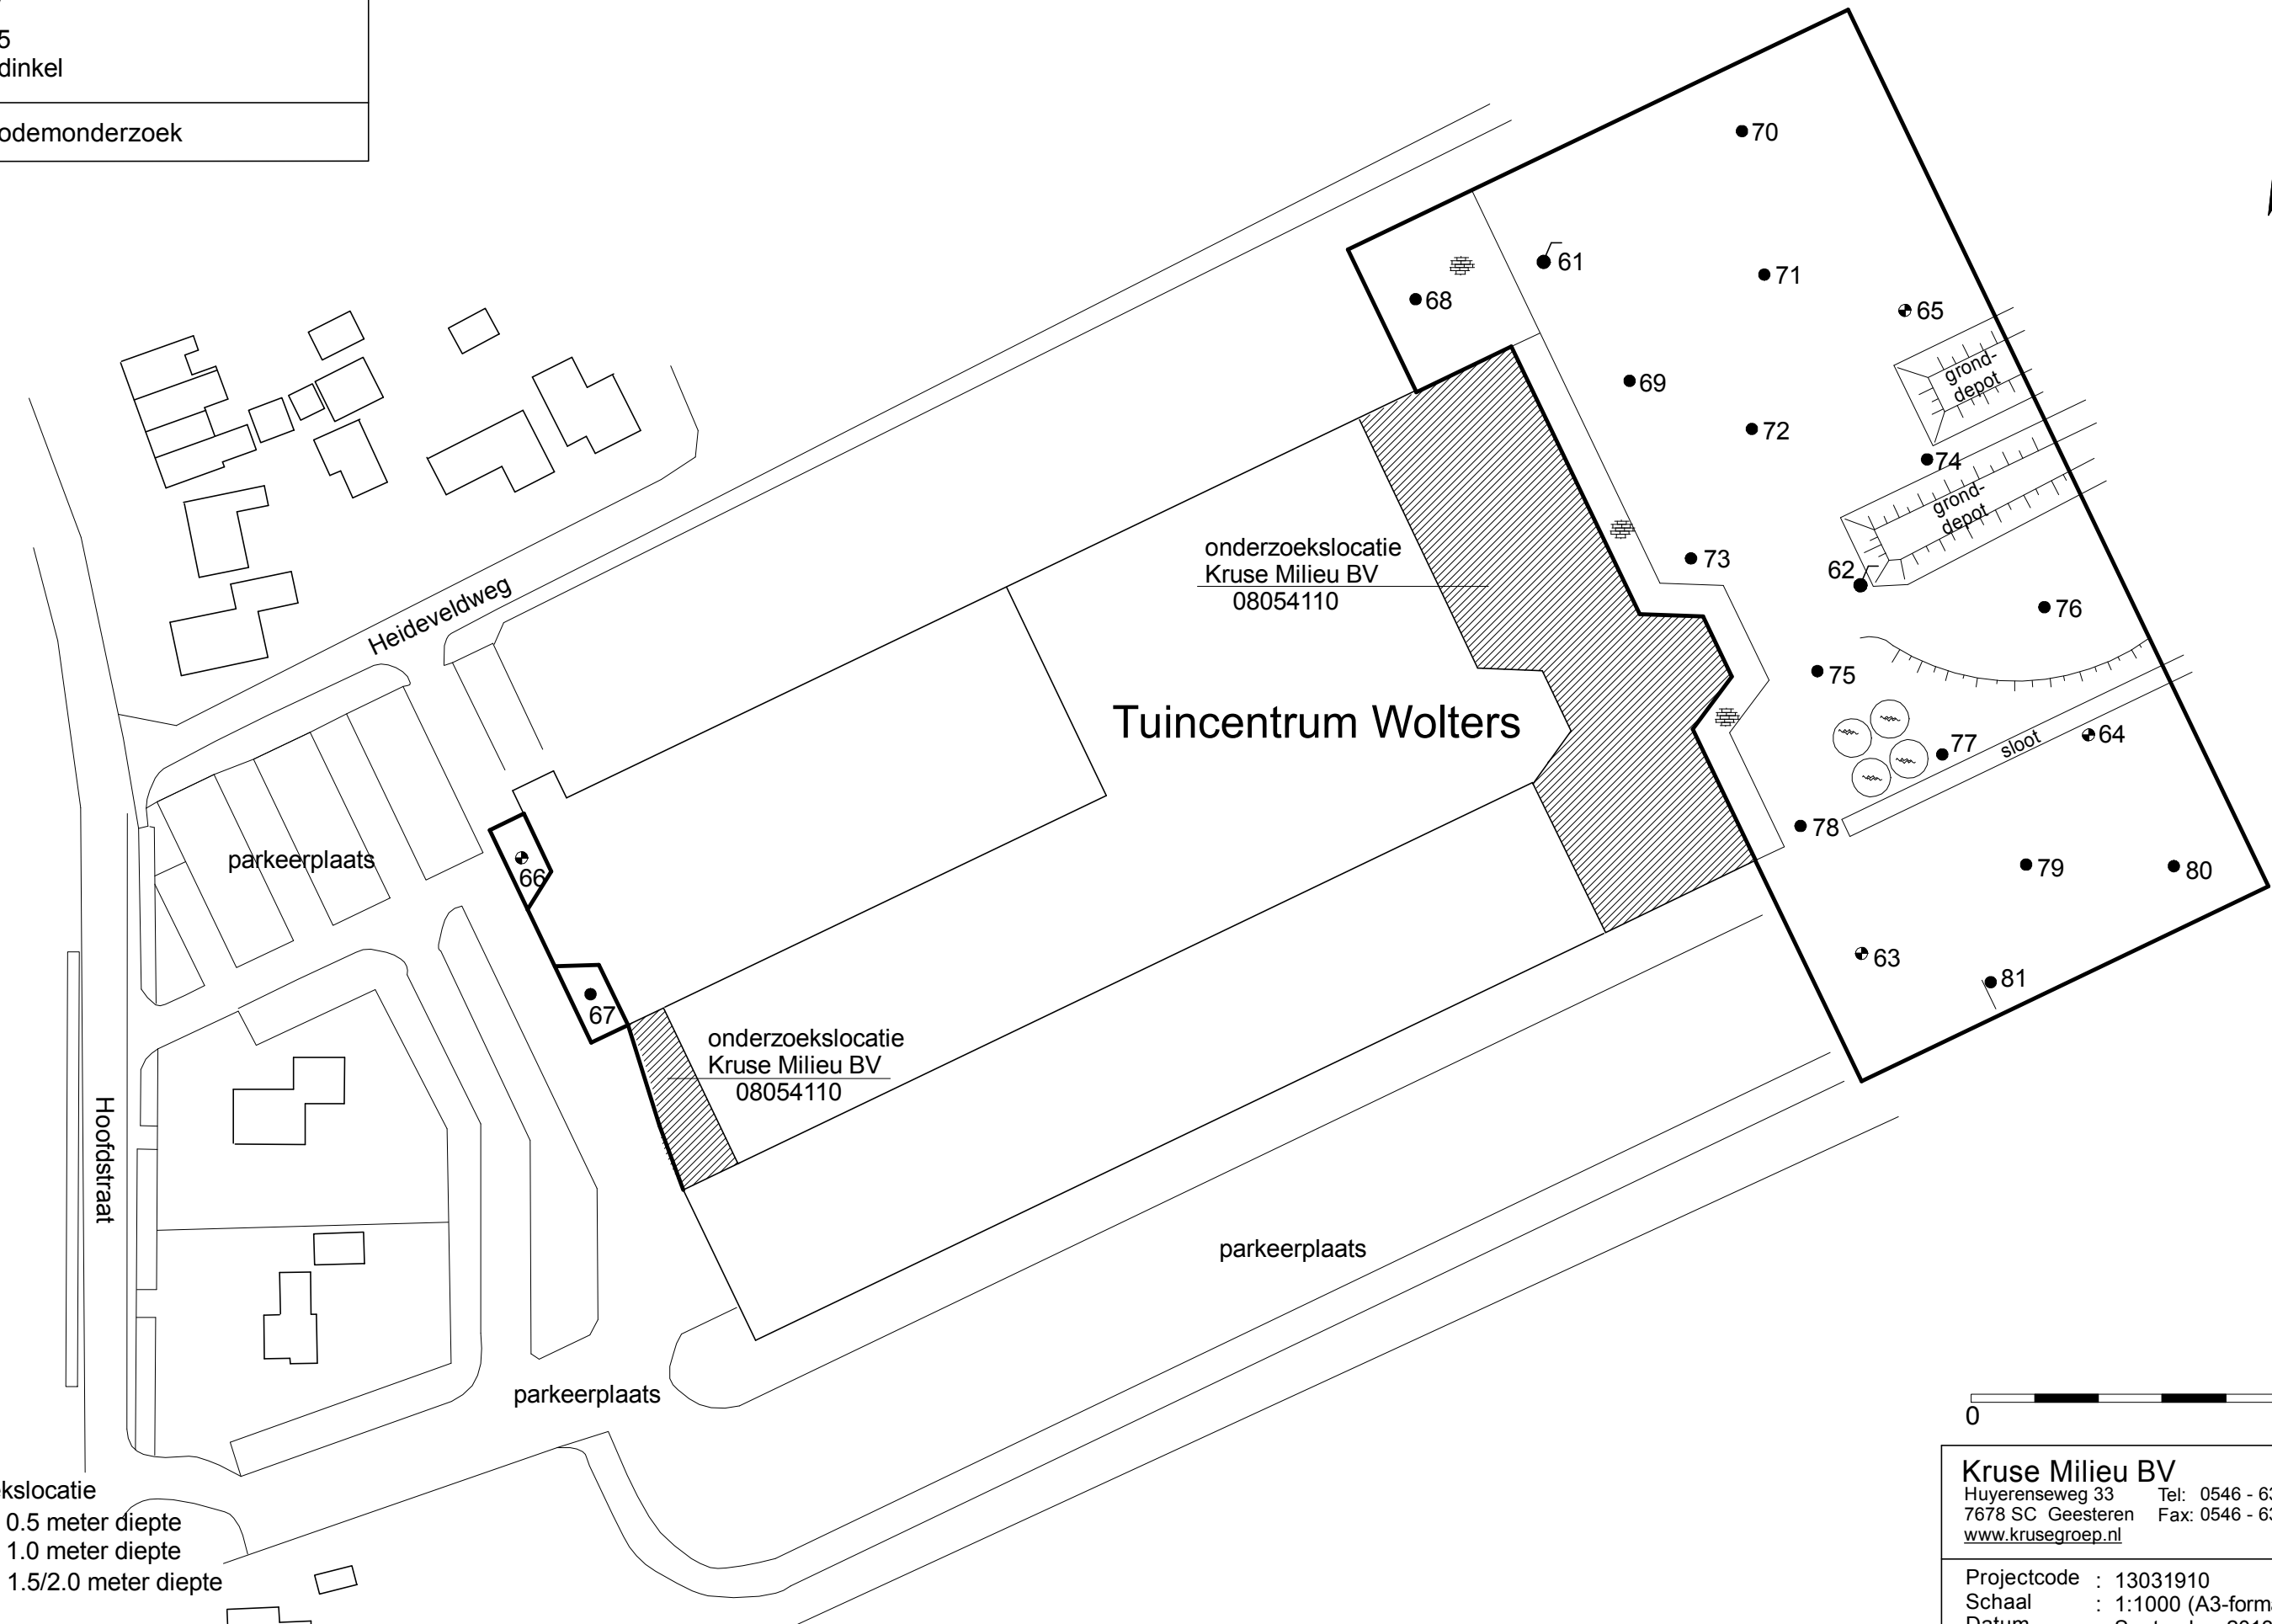 5
dinkel
odemonderzoek
70
61
71
68
65
grond-
depot
69
72
74
grond-
depot
onderzoekslocatie
Kruse Milieu BV
08054110
73
62
76
Heideveldweg
75
Tuincentrum Wolters
77
sloot
64
78
parkeerplaats
66
79
80
63
81
67
onderzoekslocatie
Kruse Milieu BV
08054110
Hoofdstraat
parkeerplaats
parkeerplaats
0
Kruse Milieu BV
Huyerenseweg 33 Tel: 0546 - 63
7678 SC Geesteren Fax: 0546 - 63
www.krusegroep.nl
kslocatie
0.5 meter diepte
1.0 meter diepte
1.5/2.0 meter diepte
Projectcode : 13031910
Schaal : 1:1000 (A3-forma